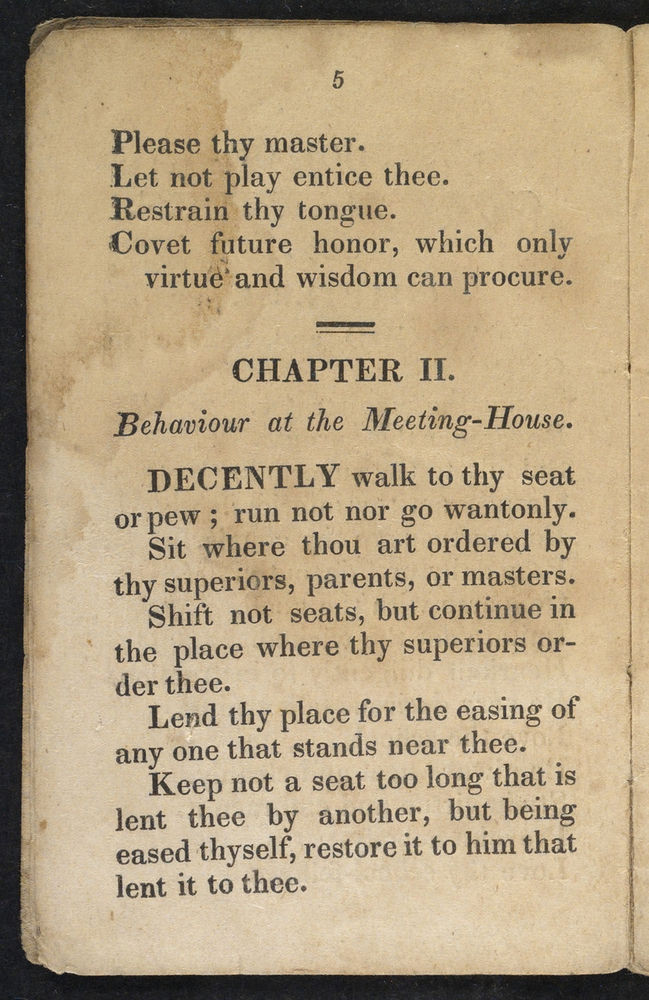 5
Please thy master.
Let not play entice thee.
Restrain thy tongue.
Covet future honor, which only
virtue and wisdom can procure.
CHAPTER II.
Behaviour at the Meeting-House.
DECENTLY walk to thy seat
or pew ; run not nor go wantonly.
Sit where thou art ordered by
thy superiors, parents, or masters.
Shift not seats, but continue in
the place where thy superiors or-
der thee.
Lend thy place for the easing of
any one that stands near thee.
Keep not a seat too long that is
lent thee by another, but being
eased thyself, restore it to him that
lent it to thee.